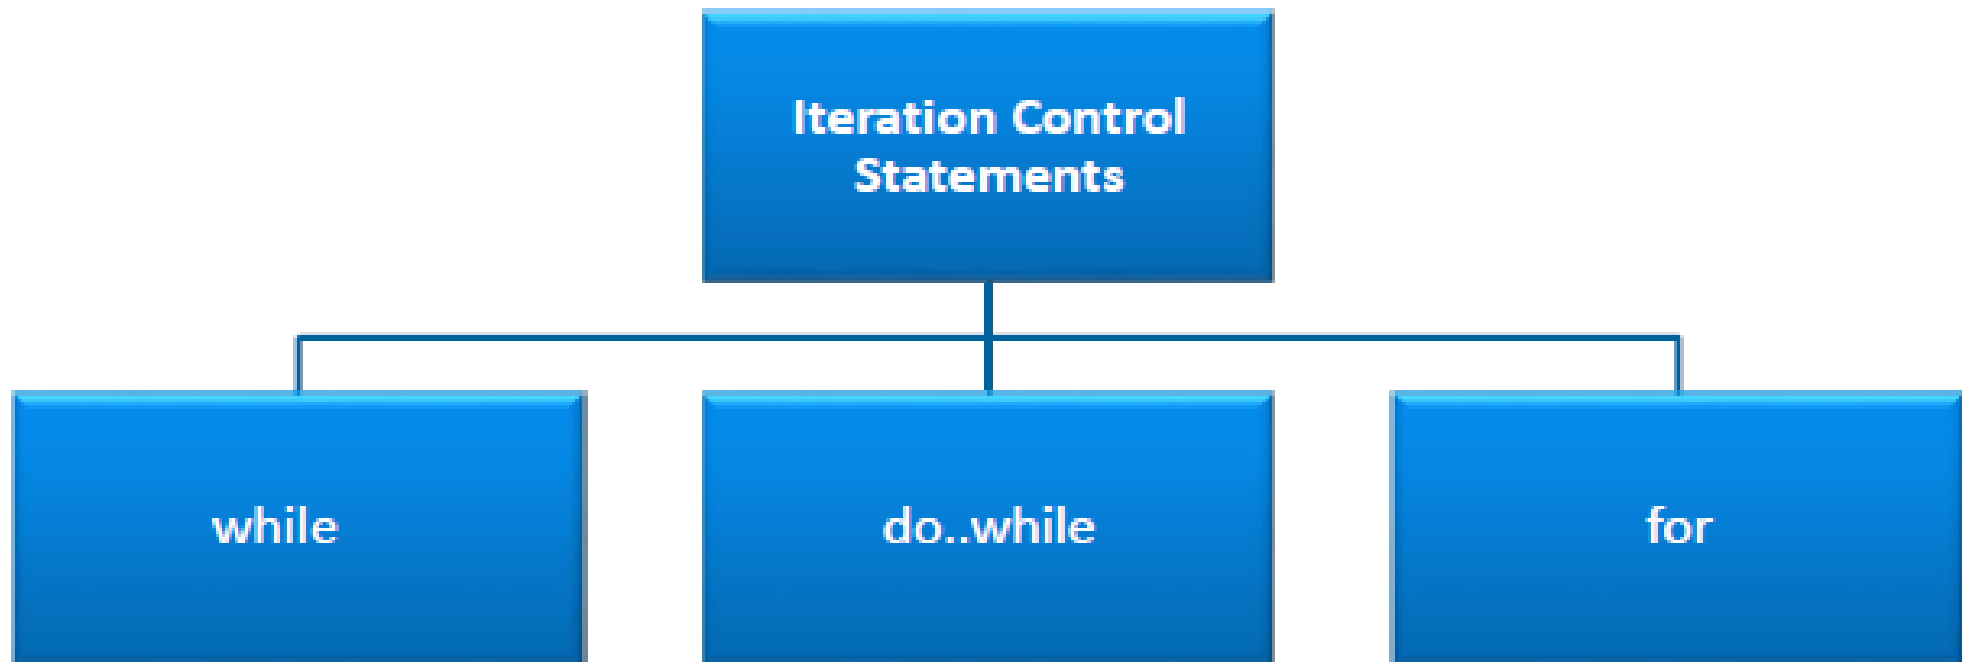 Iteration Control
Statements
while
do..while
for